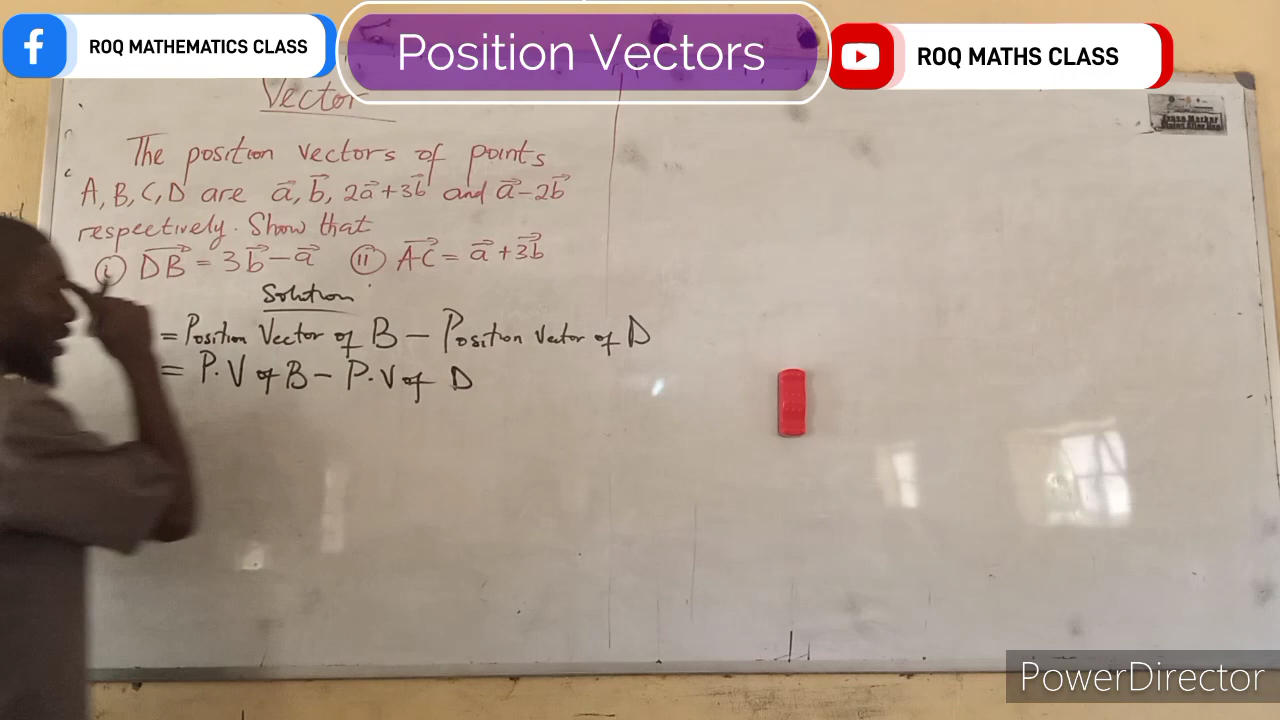 ROQ MATHEMATICS CLASS
Position Vectors
ROQ MATHS CLASS
Vector
The position vectors of points
A, B, C, D are a⃗, b⃗, 2a⃗+3b⃗ and a⃗-2b⃗
respectively. Show that
(i) DB⃗ = 3b⃗-a⃗ (ii) AC⃗ = a⃗+3b⃗
Solution
= Position Vector of B - Position vector of D
= P.V of B - P.V of D
PowerDirector